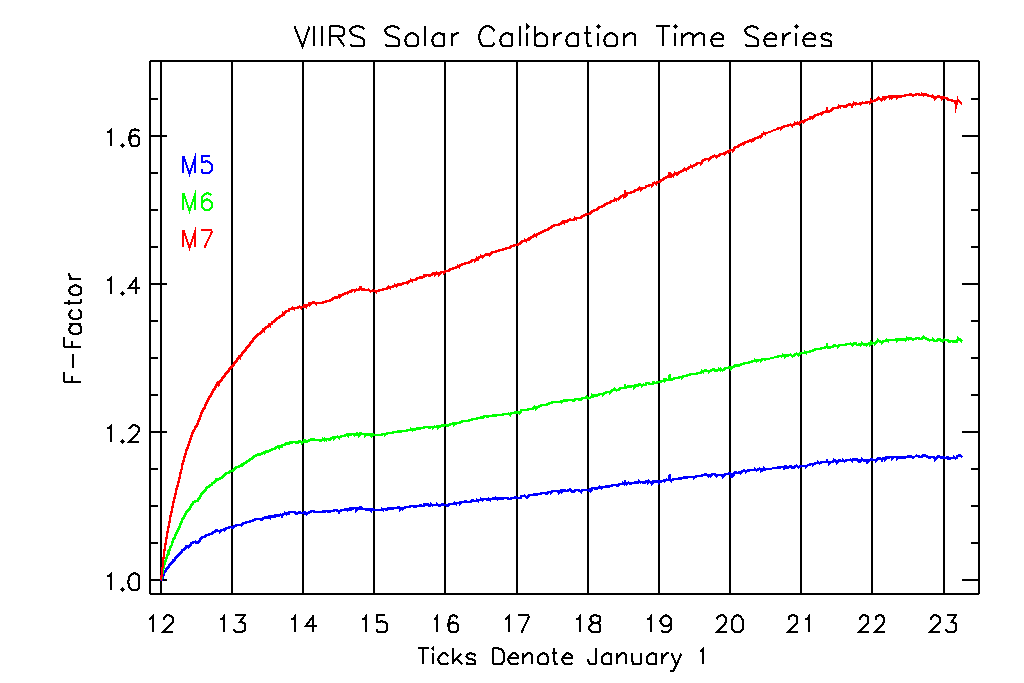 VIIRS Solar Calibration Time Series
1.6
M5
M6
M7
1.4
F-Factor
1.2
1.0
12 13 14 15 16 17 18 19 20 21 22 23
Ticks Denote January 1